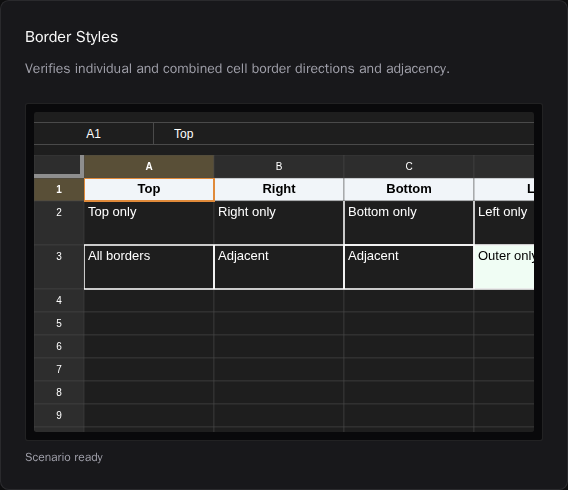 Border Styles
Verifies individual and combined cell border directions and adjacency.
A1 Top
A B C
1 Top Right Bottom L
2 Top only Right only Bottom only Left only
3 All borders Adjacent Adjacent Outer only
4
5
6
7
8
9
Scenario ready